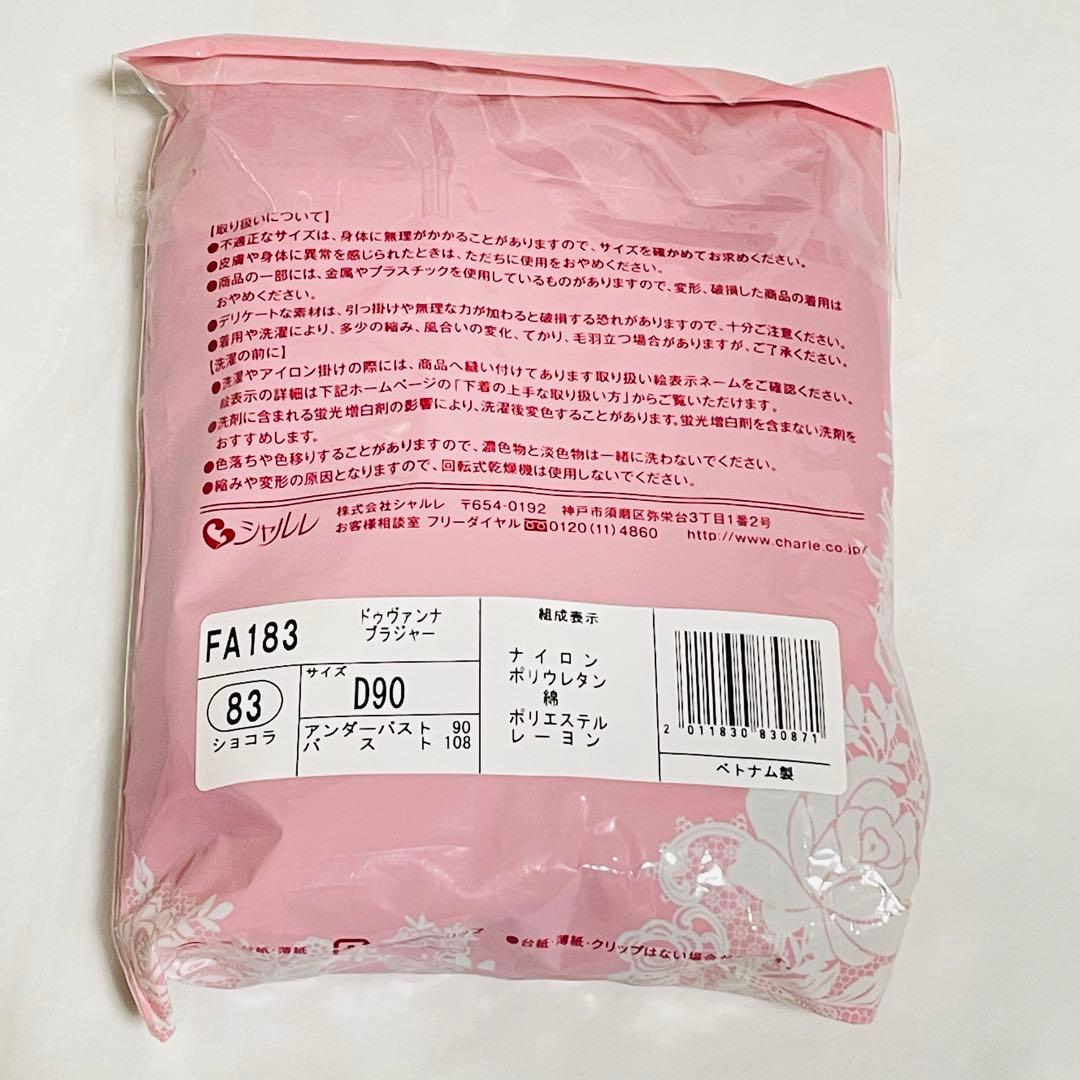 【取り扱いについて】
●不適正なサイズは、身体に無理がかかることがありますので、サイズを確かめてお求めください。
●皮膚や身体に異常を感じられたときは、ただちに使用をおやめください。
●商品の一部には、金属やプラスチックを使用しているものがありますので、変形、破損した商品の着用は
おやめください。
●デリケートな素材は、引っ掛けや無理な力が加わると破損する恐れがありますので、十分ご注意ください。
●着用や洗濯により、多少の縮み、風合いの変化、てかり、毛羽立つ場合がありますが、ご了承ください。
【洗濯の前に】
●洗濯やアイロン掛けの際には、商品へ縫い付けてあります取り扱い絵表示ネームをご確認ください。
絵表示の詳細は下記ホームページの「下着の上手な取り扱い方」からご覧いただけます。
●洗剤に含まれる蛍光増白剤の影響により、洗濯後変色することがあります。蛍光増白剤を含まない洗剤を
おすすめします。
●色落ちや色移りすることがありますので、濃色物と淡色物は一緒に洗わないでください。
●縮みや変形の原因となりますので、回転式乾燥機は使用しないでください。
シャルレ
株式会社シャルレ 〒654-0192 神戸市須磨区弥栄台3丁目1番2号
お客様相談室 フリーダイヤル 0120(11)4860 http://www.charle.co.jp/
FA183
ドゥヴァンナ
ブラジャー
83
ショコラ
サイズ
D90
アンダーバスト 90
バスト 108
組成表示
ナイロン
ポリウレタン
綿
ポリエステル
レーヨン
2 011830 830871
ベトナム製
台紙・薄紙
●台紙・薄紙・クリップはない場合